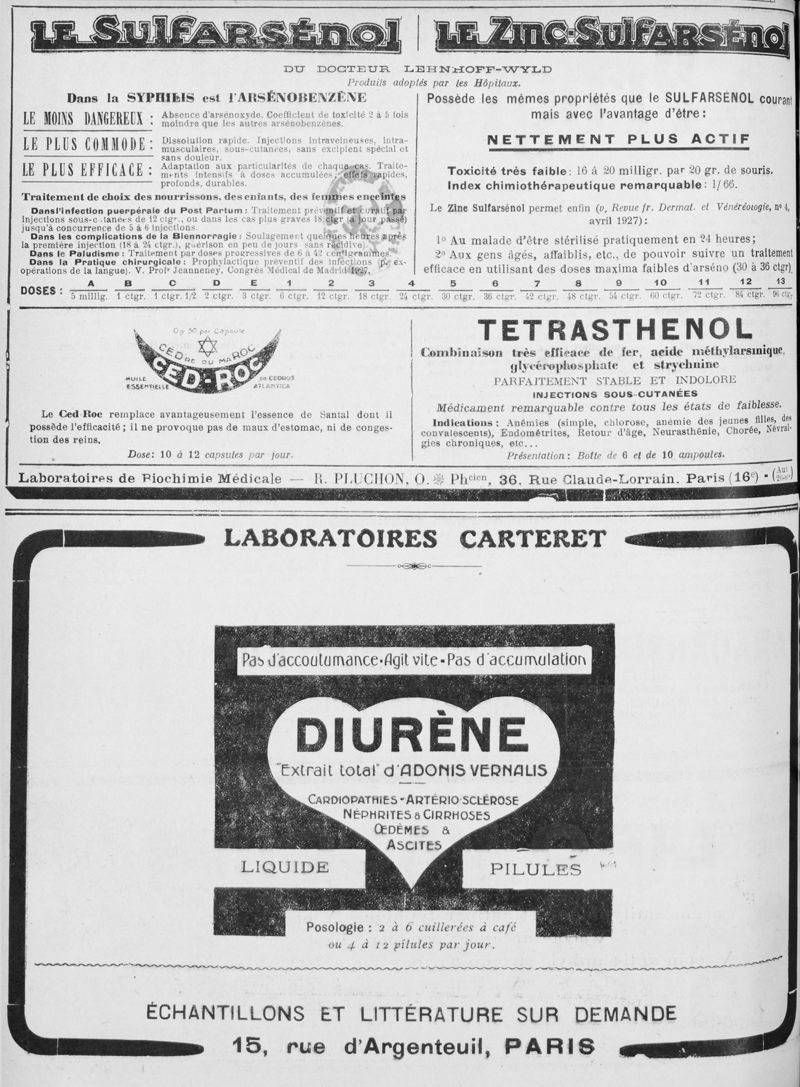 LE SULFARSÉNOL
LE ZINC-SULFARSÉNOL
DU DOCTEUR LEHNHOFF-WYLD
Produits adoptés par les Hôpitaux.
Dans la SYPHILIS est l'ARSÉNOBENZÈNE
LE MOINS DANGEREUX :
Absence d'arsénoxyde. Coefficient de toxicité 2 à 5 fois
moindre que les autres arsénobenzènes.
LE PLUS COMMODE :
Dissolution rapide. Injections intraveineuses, intra-
musculaires, sous-cutanées, sans excipient spécial et
sans douleur.
LE PLUS EFFICACE :
Adaptation aux particularités de chaque cas. Traite-
ments intensifs à doses accumulées; effets rapides,
profonds, durables.
Traitement de choix des nourrissons, des enfants, des femmes enceintes
Dans l'infection puerpérale du Post Partum : Traitement préventif et curatif par
injections sous-cutanées de 12 ctgr., ou dans les cas plus graves 18 ctgr (à jour passé)
jusqu'à concurrence de 5 à 6 injections.
Dans les complications de la Blennorragie : Soulagement quelques heures après
la première injection (18 à 24 ctgr.), guérison en peu de jours sans récidive).
Dans le Paludisme : Traitement par doses progressives de 6 à 42 centigrammes.
Dans la Pratique chirurgicale : Prophylactique préventif des infections (p. ex-
opérations de la langue). V. Profr Jeanneney, Congrès Médical de Madrid 1927.
Possède les mêmes propriétés que le SULFARSÉNOL courant
mais avec l'avantage d'être :
NETTEMENT PLUS ACTIF
Toxicité très faible : 16 à 20 milligr. par 20 gr. de souris.
Index chimiothérapeutique remarquable : 1/66.
Le Zinc Sulfarsénol permet enfin (v, Revue fr. Dermat. et Vénéréologie, n° 4,
avril 1927) :
1° Au malade d'être stérilisé pratiquement en 24 heures ;
2° Aux gens âgés, affaiblis, etc., de pouvoir suivre un traitement
efficace en utilisant des doses maxima faibles d'arséno (30 à 36 ctgr)
A B C D E 1 2 3 4 5 6 7 8 9 10 11 12 13
DOSES : 5 millig. 1 ctgr. 1 ctgr. 1/2 2 ctgr. 3 ctgr. 6 ctgr. 12 ctgr. 18 ctgr. 24 ctgr. 30 ctgr. 36 ctgr. 42 ctgr. 48 ctgr. 54 ctgr. 60 ctgr. 72 ctgr. 84 ctgr. 96 ctgr.
Og 30 par Capsule
CÈDRE DU MAROC
CED-ROC
HUILE
ESSENTIELLE
DE CEDRUS
ATLANTICA
Le Ced-Roc remplace avantageusement l'essence de Santal dont il
possède l'efficacité ; il ne provoque pas de maux d'estomac, ni de conges-
tion des reins.
Dose: 10 à 12 capsules par jour.
TETRASTHENOL
Combinaison très efficace de fer, acide méthylarsinique,
glycérophosphate et strychnine
PARFAITEMENT STABLE ET INDOLORE
INJECTIONS SOUS-CUTANÉES
Médicament remarquable contre tous les états de faiblesse.
Indications : Anémies (simple, chlorose, anémie des jeunes filles, des
convalescents), Endométrites, Retour d'âge, Neurasthénie, Chorée, Névral-
gies chroniques, etc...
Présentation : Boîte de 6 et de 10 ampoules.
Laboratoires de Biochimie Médicale — R. PLUCHON, O. ❋ Phcien, 36, Rue Claude-Lorrain, Paris (16e) -
LABORATOIRES CARTERET
Pas d'accoutumance-Agit vite-Pas d'accumulation
DIURÈNE
"Extrait total" d'ADONIS VERNALIS
CARDIOPATHIES-ARTÉRIO SCLÉROSE
NÉPHRITES & CIRRHOSES
ŒDÈMES &
ASCITES
LIQUIDE
PILULES
Posologie : 2 à 6 cuillerées à café
ou 4 à 12 pilules par jour.
ÉCHANTILLONS ET LITTÉRATURE SUR DEMANDE
15, rue d'Argenteuil, PARIS